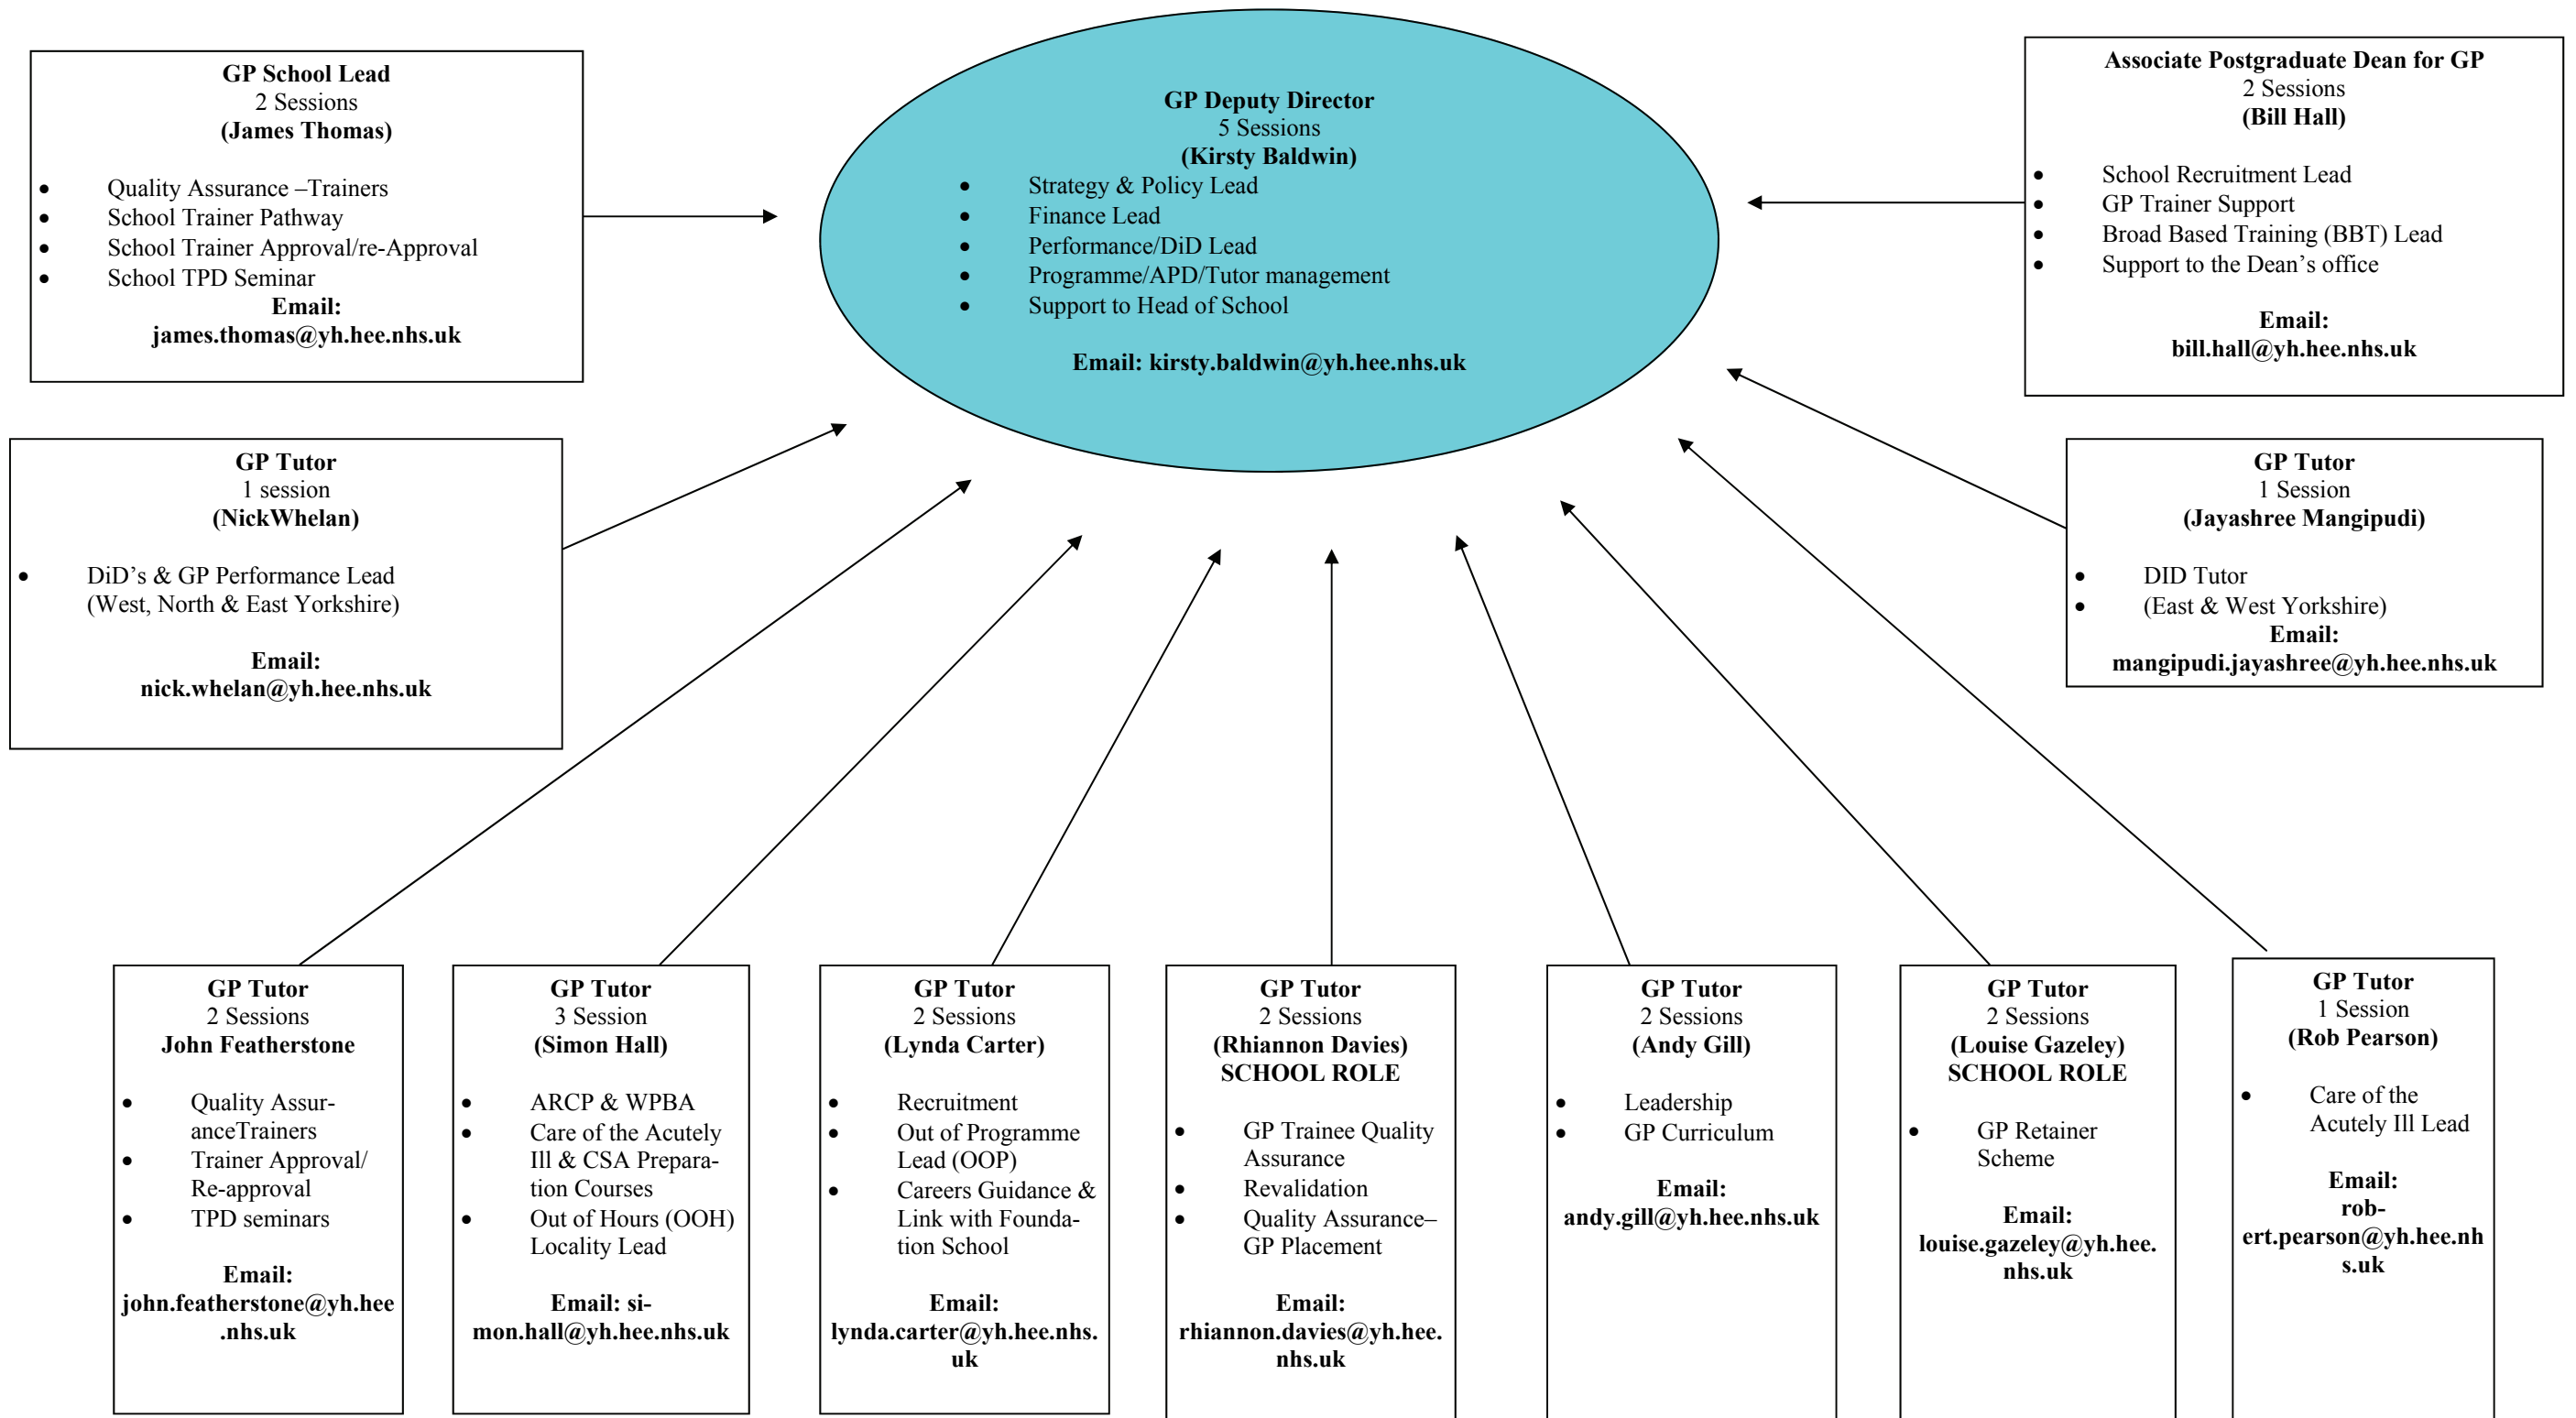 GP School Lead
2 Sessions
(James Thomas)
• Quality Assurance –Trainers
• School Trainer Pathway
• School Trainer Approval/re-Approval
• School TPD Seminar
Email:
james.thomas@yh.hee.nhs.uk
GP Deputy Director
5 Sessions
(Kirsty Baldwin)
• Strategy & Policy Lead
• Finance Lead
• Performance/DiD Lead
• Programme/APD/Tutor management
• Support to Head of School
Email: kirsty.baldwin@yh.hee.nhs.uk
Associate Postgraduate Dean for GP
2 Sessions
(Bill Hall)
• School Recruitment Lead
• GP Trainer Support
• Broad Based Training (BBT) Lead
• Support to the Dean’s office
Email:
bill.hall@yh.hee.nhs.uk
GP Tutor
1 session
(NickWhelan)
• DiD’s & GP Performance Lead
(West, North & East Yorkshire)
Email:
nick.whelan@yh.hee.nhs.uk
GP Tutor
1 Session
(Jayashree Mangipudi)
• DID Tutor
• (East & West Yorkshire)
Email:
mangipudi.jayashree@yh.hee.nhs.uk
GP Tutor
2 Sessions
John Featherstone
• Quality Assur-
anceTrainers
• Trainer Approval/
Re-approval
• TPD seminars
Email:
john.featherstone@yh.hee
.nhs.uk
GP Tutor
3 Session
(Simon Hall)
• ARCP & WPBA
• Care of the Acutely
Ill & CSA Prepara-
tion Courses
• Out of Hours (OOH)
Locality Lead
Email: si-
mon.hall@yh.hee.nhs.uk
GP Tutor
2 Sessions
(Lynda Carter)
• Recruitment
• Out of Programme
Lead (OOP)
• Careers Guidance &
Link with Founda-
tion School
Email:
lynda.carter@yh.hee.nhs.
uk
GP Tutor
2 Sessions
(Rhiannon Davies)
SCHOOL ROLE
• GP Trainee Quality
Assurance
• Revalidation
• Quality Assurance–
GP Placement
Email:
rhiannon.davies@yh.hee.
nhs.uk
GP Tutor
2 Sessions
(Andy Gill)
• Leadership
• GP Curriculum
Email:
andy.gill@yh.hee.nhs.uk
GP Tutor
2 Sessions
(Louise Gazeley)
SCHOOL ROLE
• GP Retainer
Scheme
Email:
louise.gazeley@yh.hee.
nhs.uk
GP Tutor
1 Session
(Rob Pearson)
• Care of the
Acutely Ill Lead
Email:
rob-
ert.pearson@yh.hee.nh
s.uk